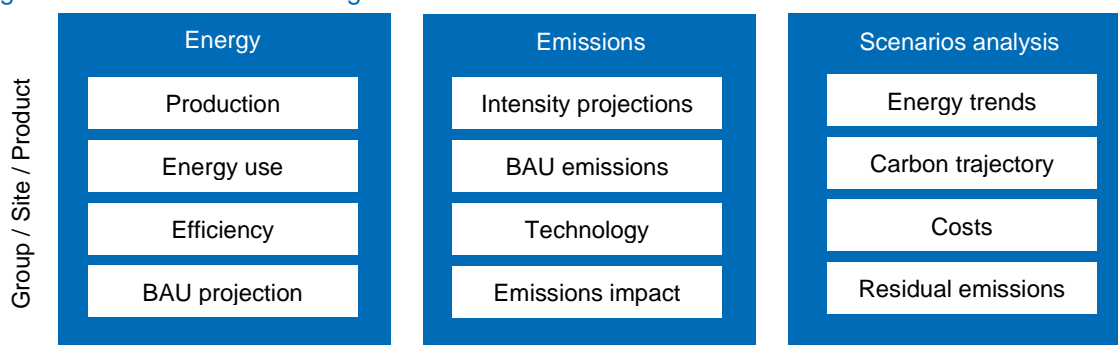 Group / Site / Product
Energy
Production
Energy use
Efficiency
BAU projection
Emissions
Intensity projections
BAU emissions
Technology
Emissions impact
Scenarios analysis
Energy trends
Carbon trajectory
Costs
Residual emissions